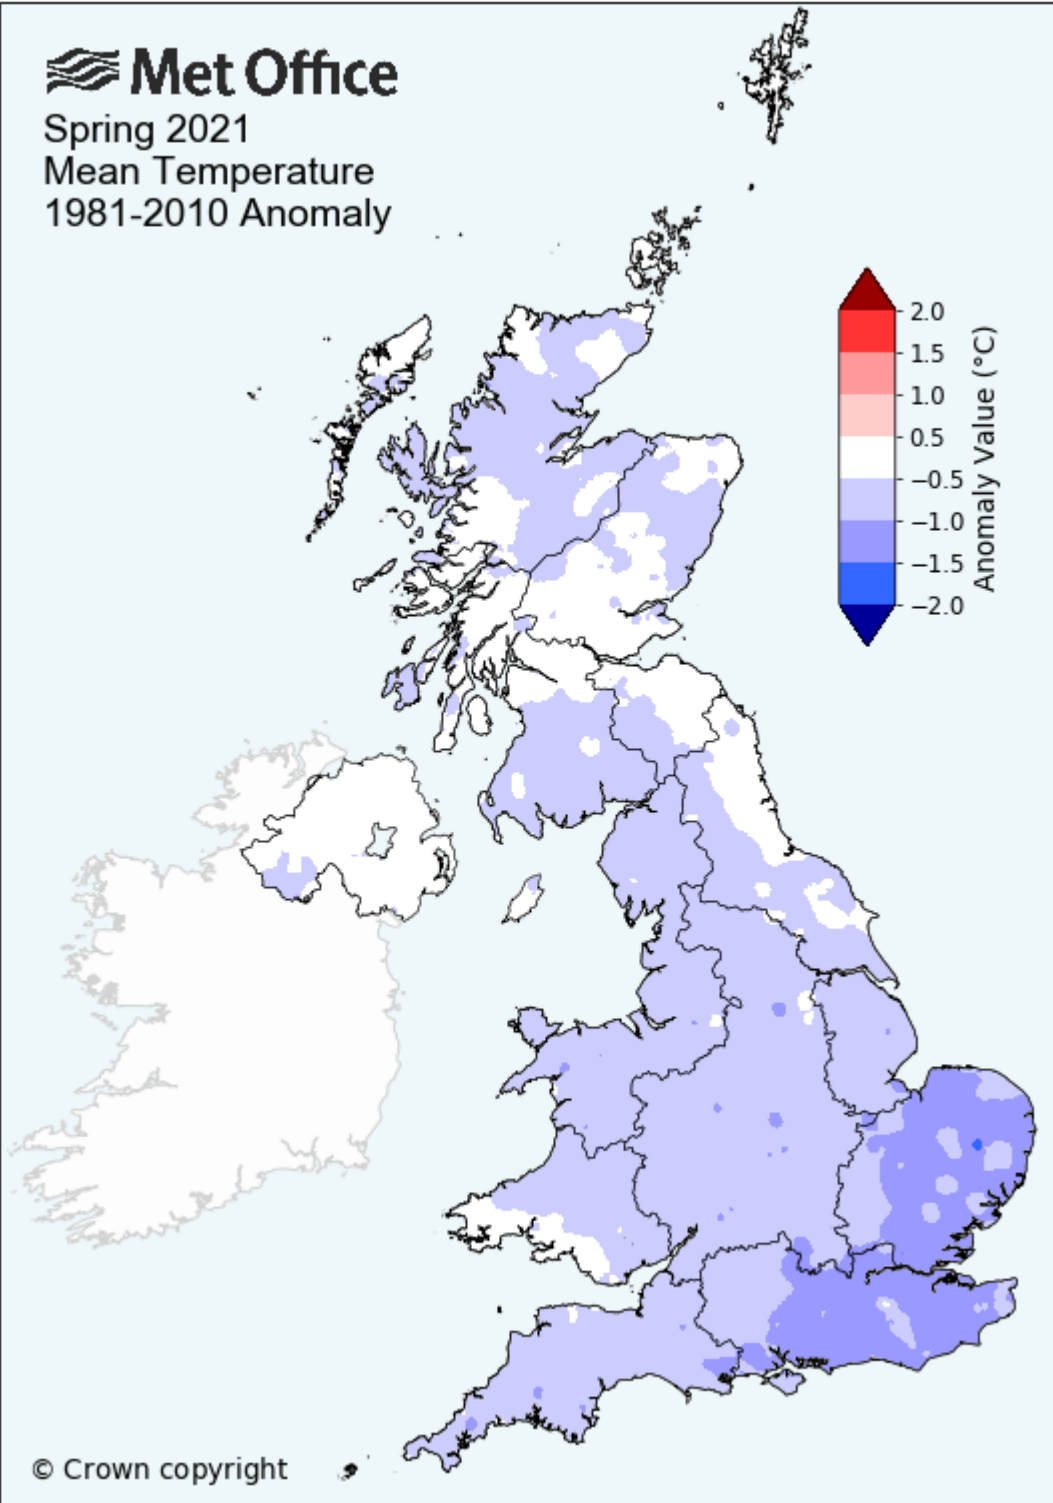 Met Office
Spring 2021
Mean Temperature
1981-2010 Anomaly
2.0
1.5
1.0
0.5
−0.5
−1.0
−1.5
−2.0
Anomaly Value (°C)
© Crown copyright